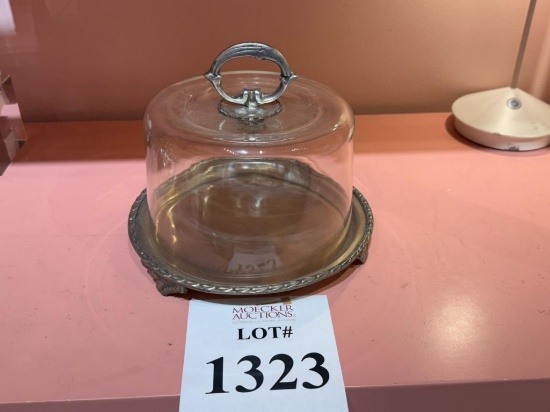 MOECKER
AUCTIONS
LOT#
1323